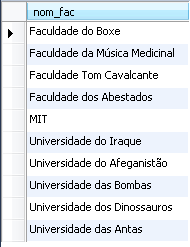 nom_fac
Faculdade do Boxe
Faculdade da Música Medicinal
Faculdade Tom Cavalcante
Faculdade dos Abestados
MIT
Universidade do Iraque
Universidade do Afeganistão
Universidade das Bombas
Universidade dos Dinossauros
Universidade das Antas